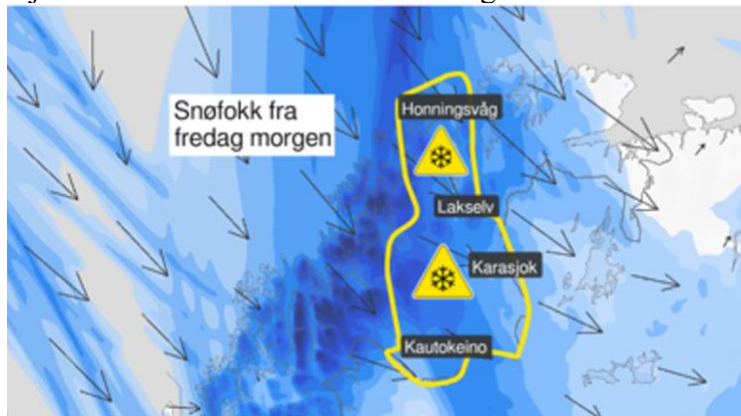 Snøfokk fra
fredag morgen
Honningsvåg
Lakselv
Karasjok
Kautokeino